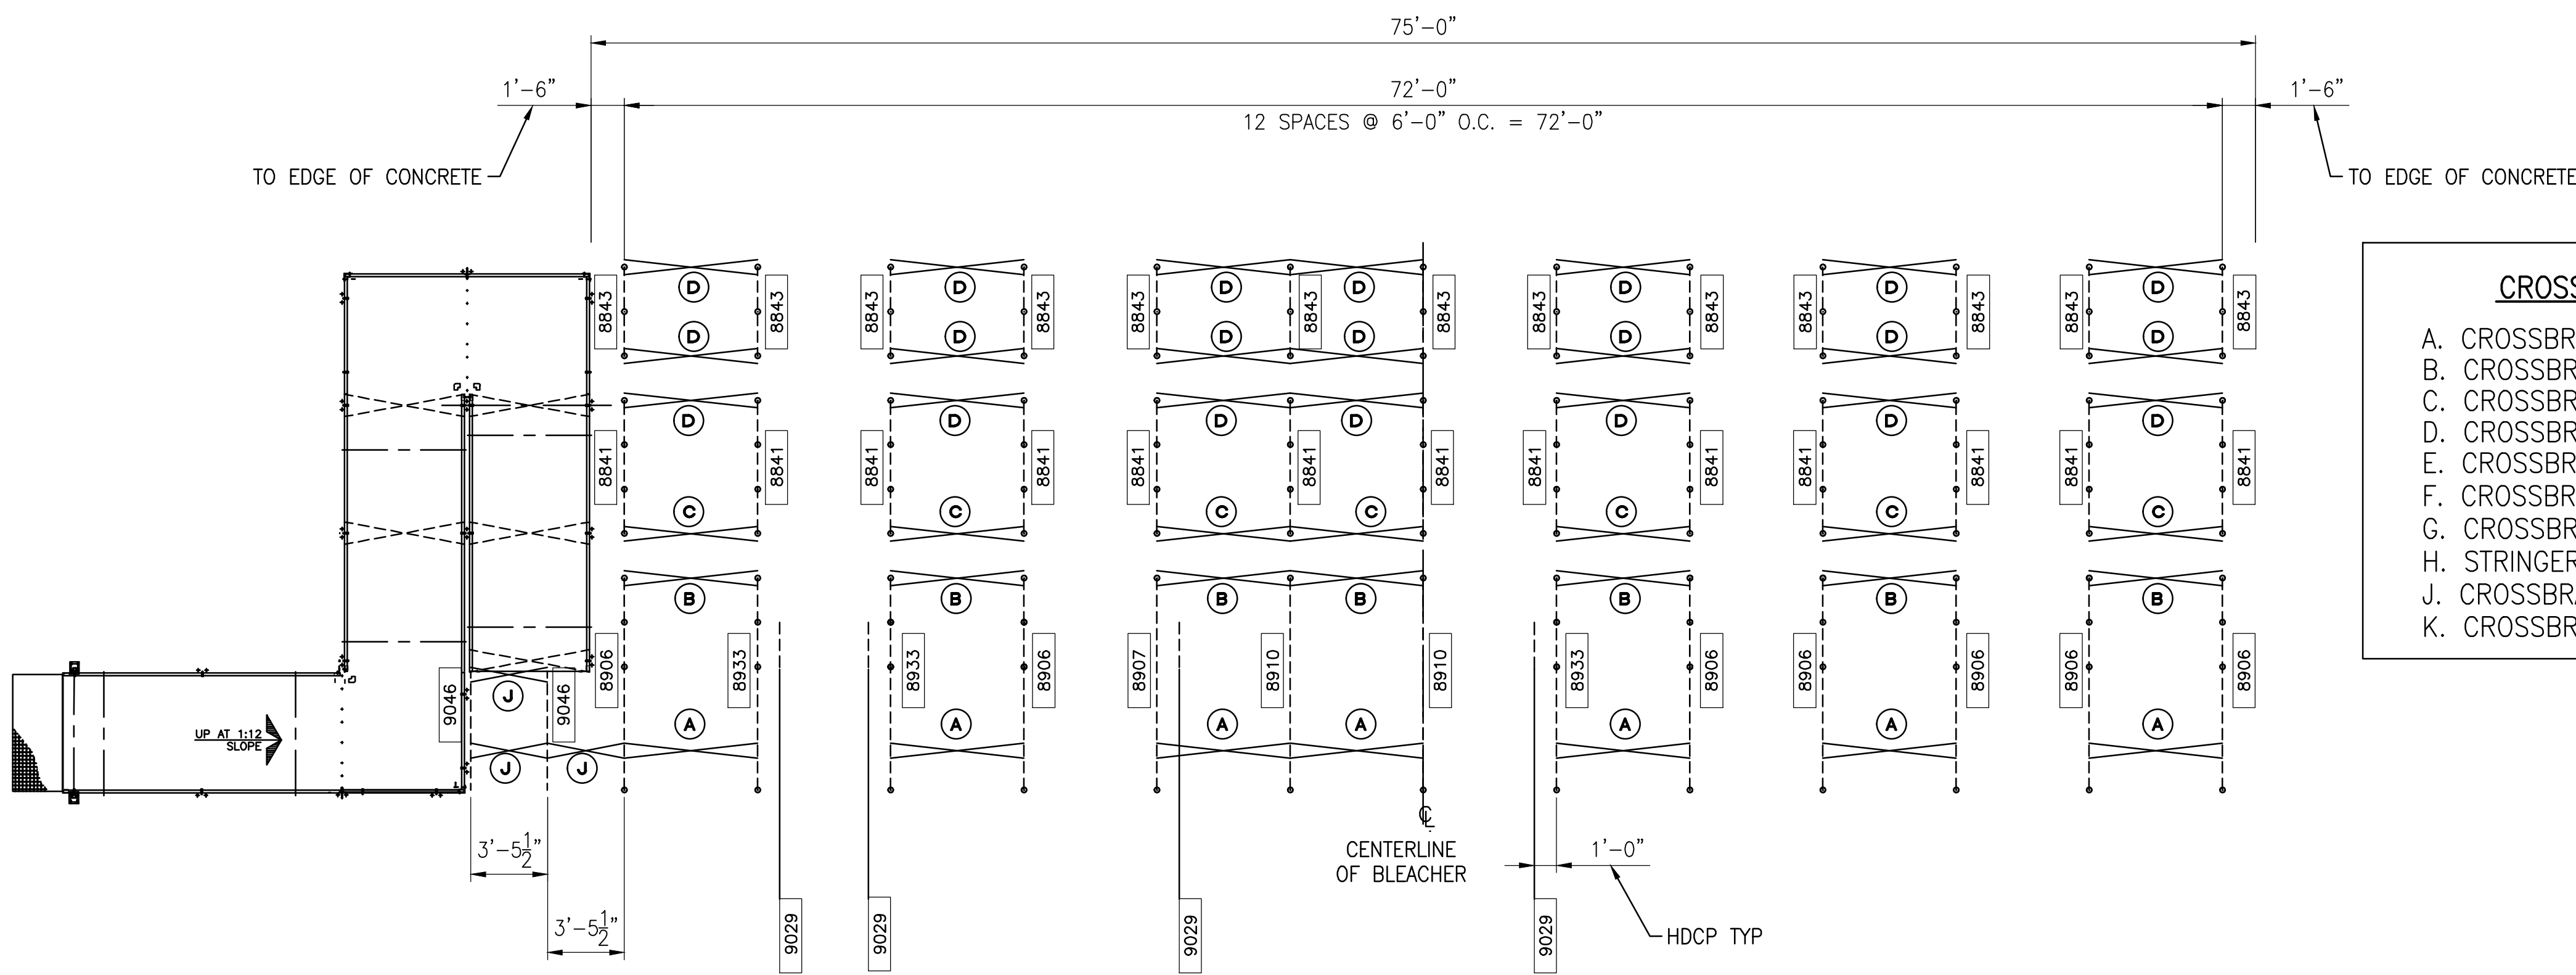 75'-0"
1'-6"
72'-0"
1'-6"
12 SPACES @ 6'-0" O.C. = 72'-0"
TO EDGE OF CONCRETE
TO EDGE OF CONCRETE
D D D D D D D
8843 8843 8843 8843 8843 8843 8843 8843 8843 8843 8843 8843 8843
D D D D D D D
D D D D D D D
8841 8841 8841 8841 8841 8841 8841 8841 8841 8841 8841 8841 8841
C C C C C C C
B B B B B B B
9046 9046 8906 8933 8933 8906 8907 8910 8910 8933 8906 8906 8906 8906 8906
J
A A A A A A A
UP AT 1:12
SLOPE
J J
CROSS
A. CROSSBR
B. CROSSBR
C. CROSSBR
D. CROSSBR
E. CROSSBR
F. CROSSBR
G. CROSSBR
H. STRINGER
J. CROSSBRA
K. CROSSBR
3'-5 1/2"
3'-5 1/2"
CL
CENTERLINE
OF BLEACHER
1'-0"
HDCP TYP
9029 9029 9029 9029